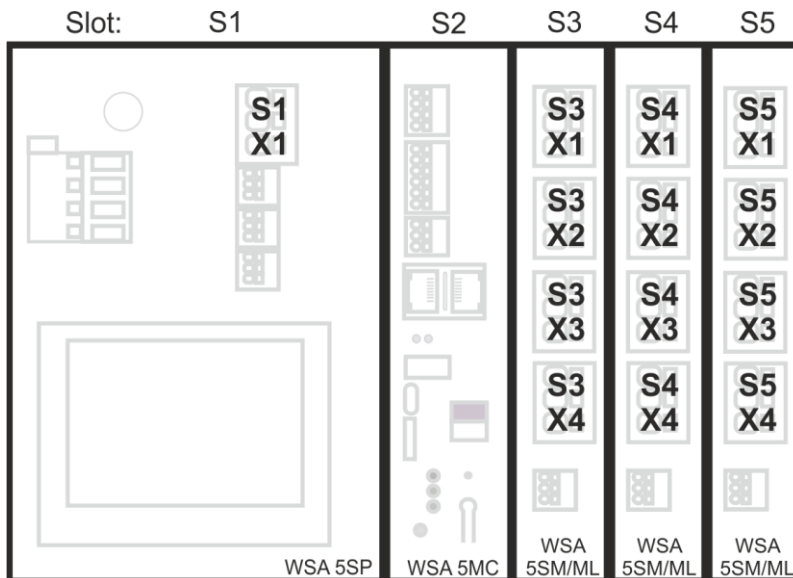 Slot: S1 S2 S3 S4 S5
S1 S3 S4 S5
X1 X1 X1 X1
S3 S4 S5
X2 X2 X2
S3 S4 S5
X3 X3 X3
S3 S4 S5
X4 X4 X4
WSA 5SP WSA 5MC WSA WSA WSA
5SM/ML 5SM/ML 5SM/ML